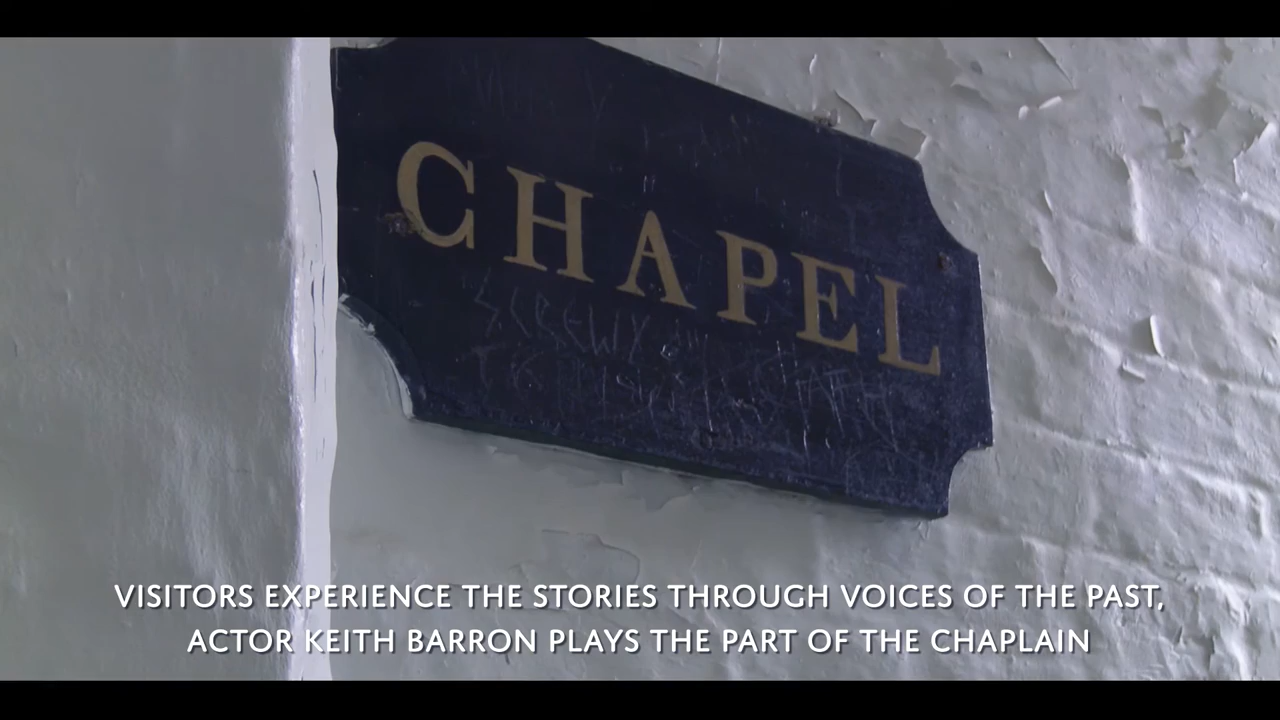 CHAPEL
SCREWY
VISITORS EXPERIENCE THE STORIES THROUGH VOICES OF THE PAST,
ACTOR KEITH BARRON PLAYS THE PART OF THE CHAPLAIN